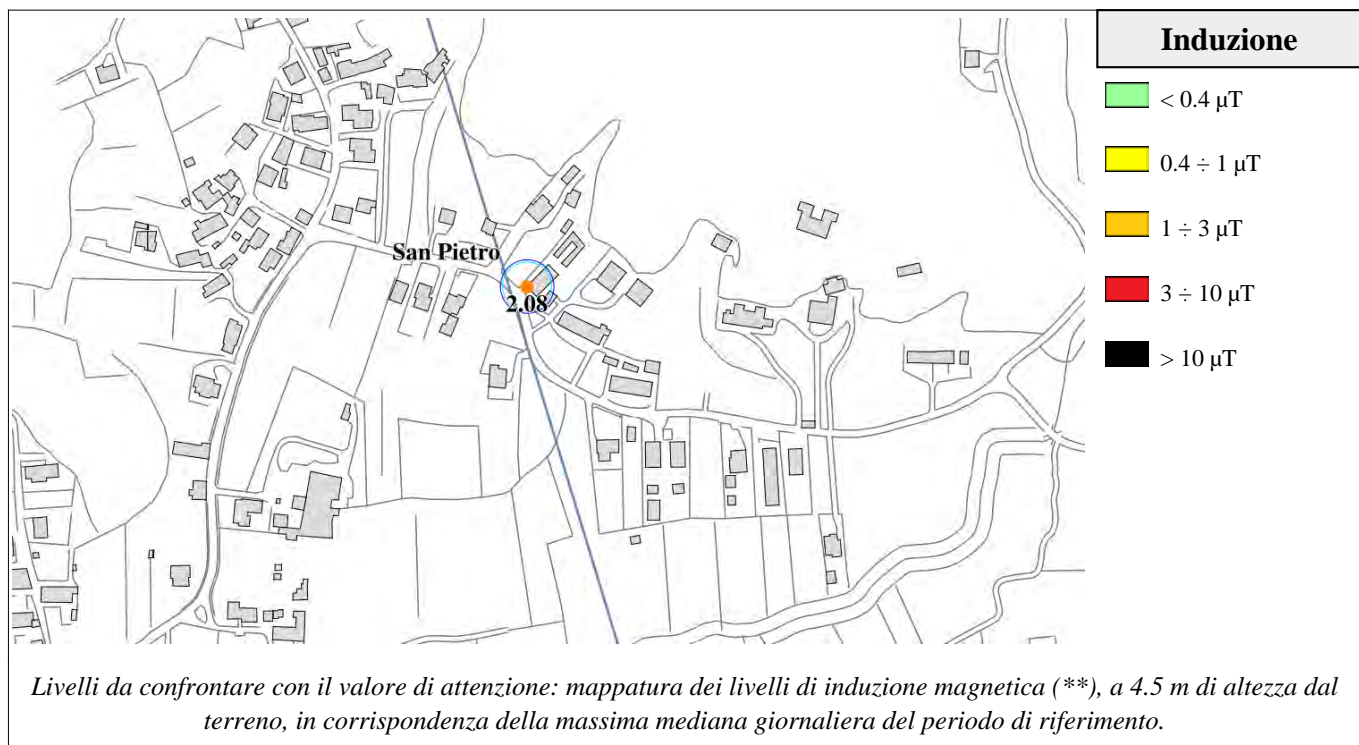 Induzione
< 0.4 µT
0.4 ÷ 1 µT
1 ÷ 3 µT
3 ÷ 10 µT
> 10 µT
San Pietro
2.08
Livelli da confrontare con il valore di attenzione: mappatura dei livelli di induzione magnetica (**), a 4.5 m di altezza dal
terreno, in corrispondenza della massima mediana giornaliera del periodo di riferimento.